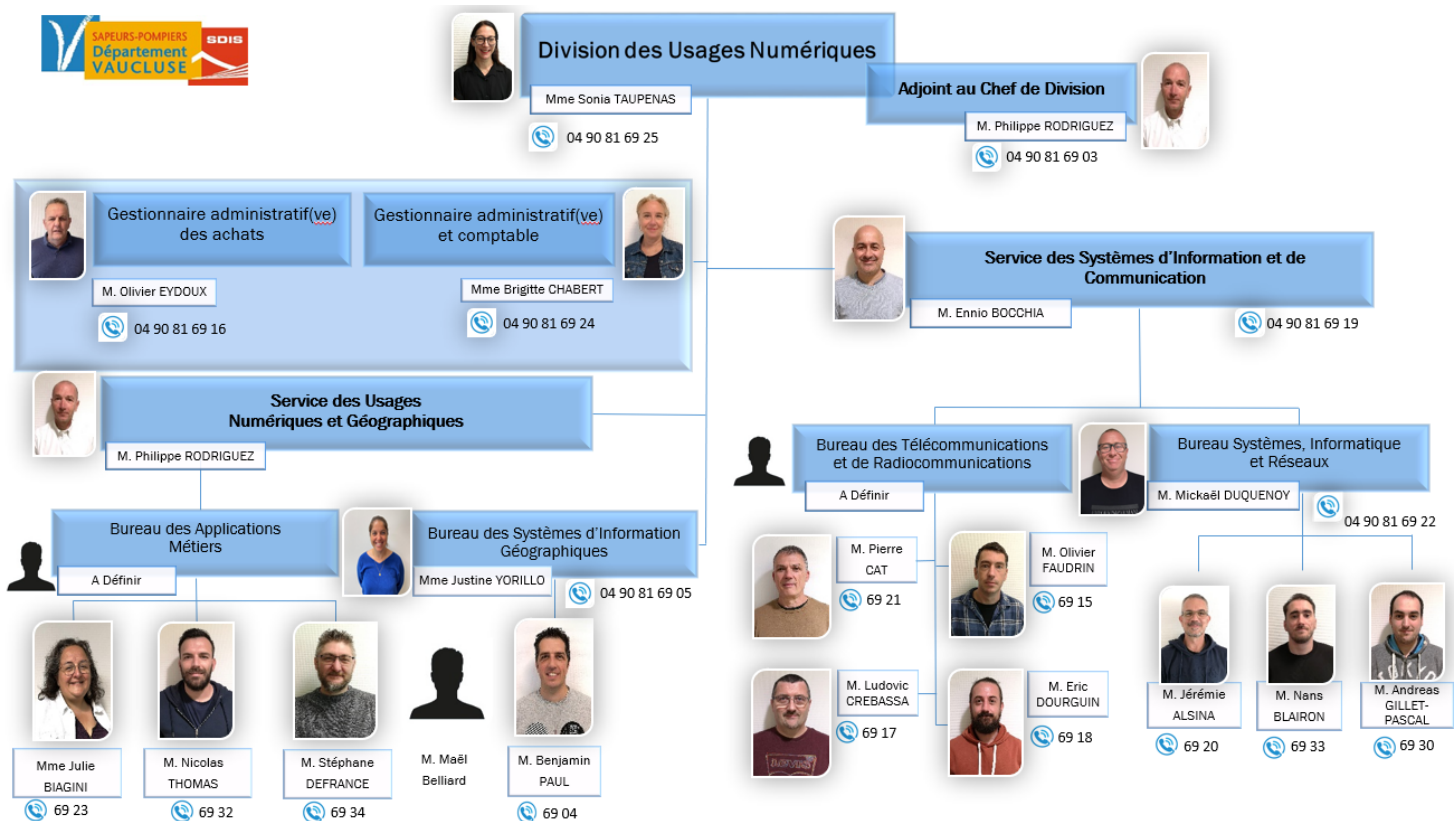 SAPEURS-POMPIERS
Département
VAUCLUSE
SDIS
Division des Usages Numériques
Mme Sonia TAUPENAS
04 90 81 69 25
Adjoint au Chef de Division
M. Philippe RODRIGUEZ
04 90 81 69 03
Gestionnaire administratif(ve)
des achats
M. Olivier EYDOUX
04 90 81 69 16
Gestionnaire administratif(ve)
et comptable
Mme Brigitte CHABERT
04 90 81 69 24
Service des Systèmes d'Information et de
Communication
M. Ennio BOCCHIA
04 90 81 69 19
Service des Usages
Numériques et Géographiques
M. Philippe RODRIGUEZ
Bureau des Télécommunications
et de Radiocommunications
A Définir
Bureau Systèmes, Informatique
et Réseaux
M. Mickaël DUQUENOY
04 90 81 69 22
Bureau des Applications
Métiers
A Définir
Bureau des Systèmes d'Information
Géographiques
Mme Justine YORILLO
04 90 81 69 05
M. Pierre
CAT
69 21
M. Olivier
FAUDRIN
69 15
M. Ludovic
CREBASSA
69 17
M. Eric
DOURGUIN
69 18
M. Jérémie
ALSINA
69 20
M. Nans
BLAIRON
69 33
M. Andreas
GILLET-
PASCAL
69 30
Mme Julie
BIAGINI
69 23
M. Nicolas
THOMAS
69 32
M. Stéphane
DEFRANCE
69 34
M. Maël
Belliard
M. Benjamin
PAUL
69 04